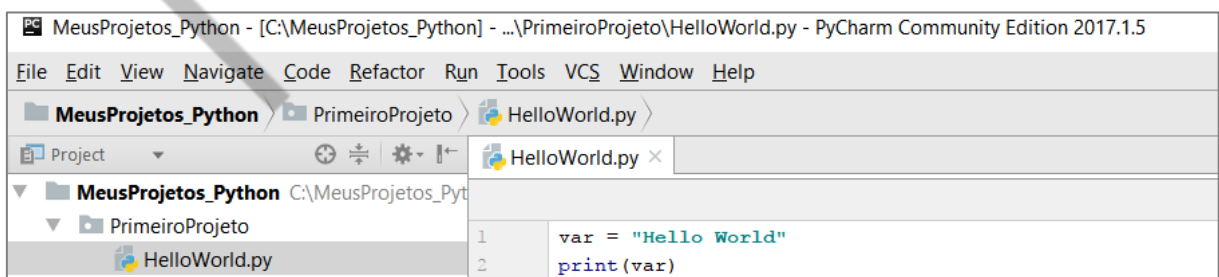 PC MeusProjetos_Python - [C:\MeusProjetos_Python] - ...\PrimeiroProjeto\HelloWorld.py - PyCharm Community Edition 2017.1.5
File Edit View Navigate Code Refactor Run Tools VCS Window Help
MeusProjetos_Python PrimeiroProjeto HelloWorld.py
Project HelloWorld.py
MeusProjetos_Python C:\MeusProjetos_Pyt
PrimeiroProjeto
HelloWorld.py
1 var = "Hello World"
2 print(var)